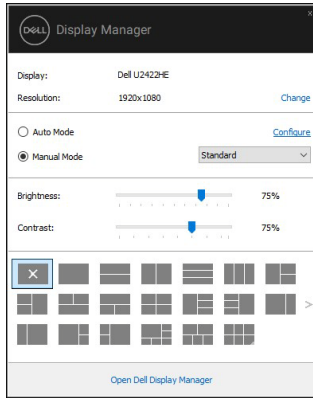 DELL Display Manager
Display: Dell U2422HE
Resolution: 1920x1080 Change
Auto Mode Configure
Manual Mode Standard
Brightness: 75%
Contrast: 75%
Open Dell Display Manager